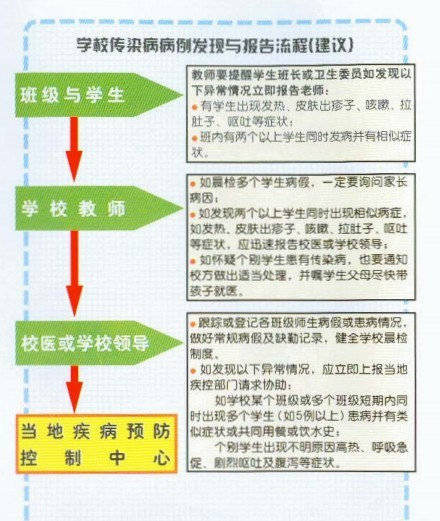 学校传染病病例发现与报告流程(建议)
班级与学生
教师要提醒学生班长或卫生委员如发现以
下异常情况立即报告老师:
●有学生出现发热、皮肤出疹子、咳嗽、拉
肚子、呕吐等症状;
●班内有两个以上学生同时发病并有相似症
状。
学校教师
●如晨检多个学生病假，一定要询问家长
病因;
●如发现两个以上学生同时出现相似病症，
如发热、皮肤出疹子、咳嗽、拉肚子、呕吐
等症状，应迅速报告校医或学校领导;
●如怀疑个别学生患有传染病，也要通知
校方做出适当处理，并嘱学生父母尽快带
孩子就医。
校医或学校领导
●跟踪或登记各班级师生病假或患病情况，
做好常规病假及缺勤记录，健全学校晨检
制度。
●如发现以下异常情况，应立即上报当地
疾控部门请求协助:
如学校某个班级或多个班级短期内同
时出现多个学生(如5例以上)患病并有类
似症状或共同用餐或饮水史;
个别学生出现不明原因高热、呼吸急
促、剧烈呕吐及腹泻等症状。
当地疾病预防
控制中心